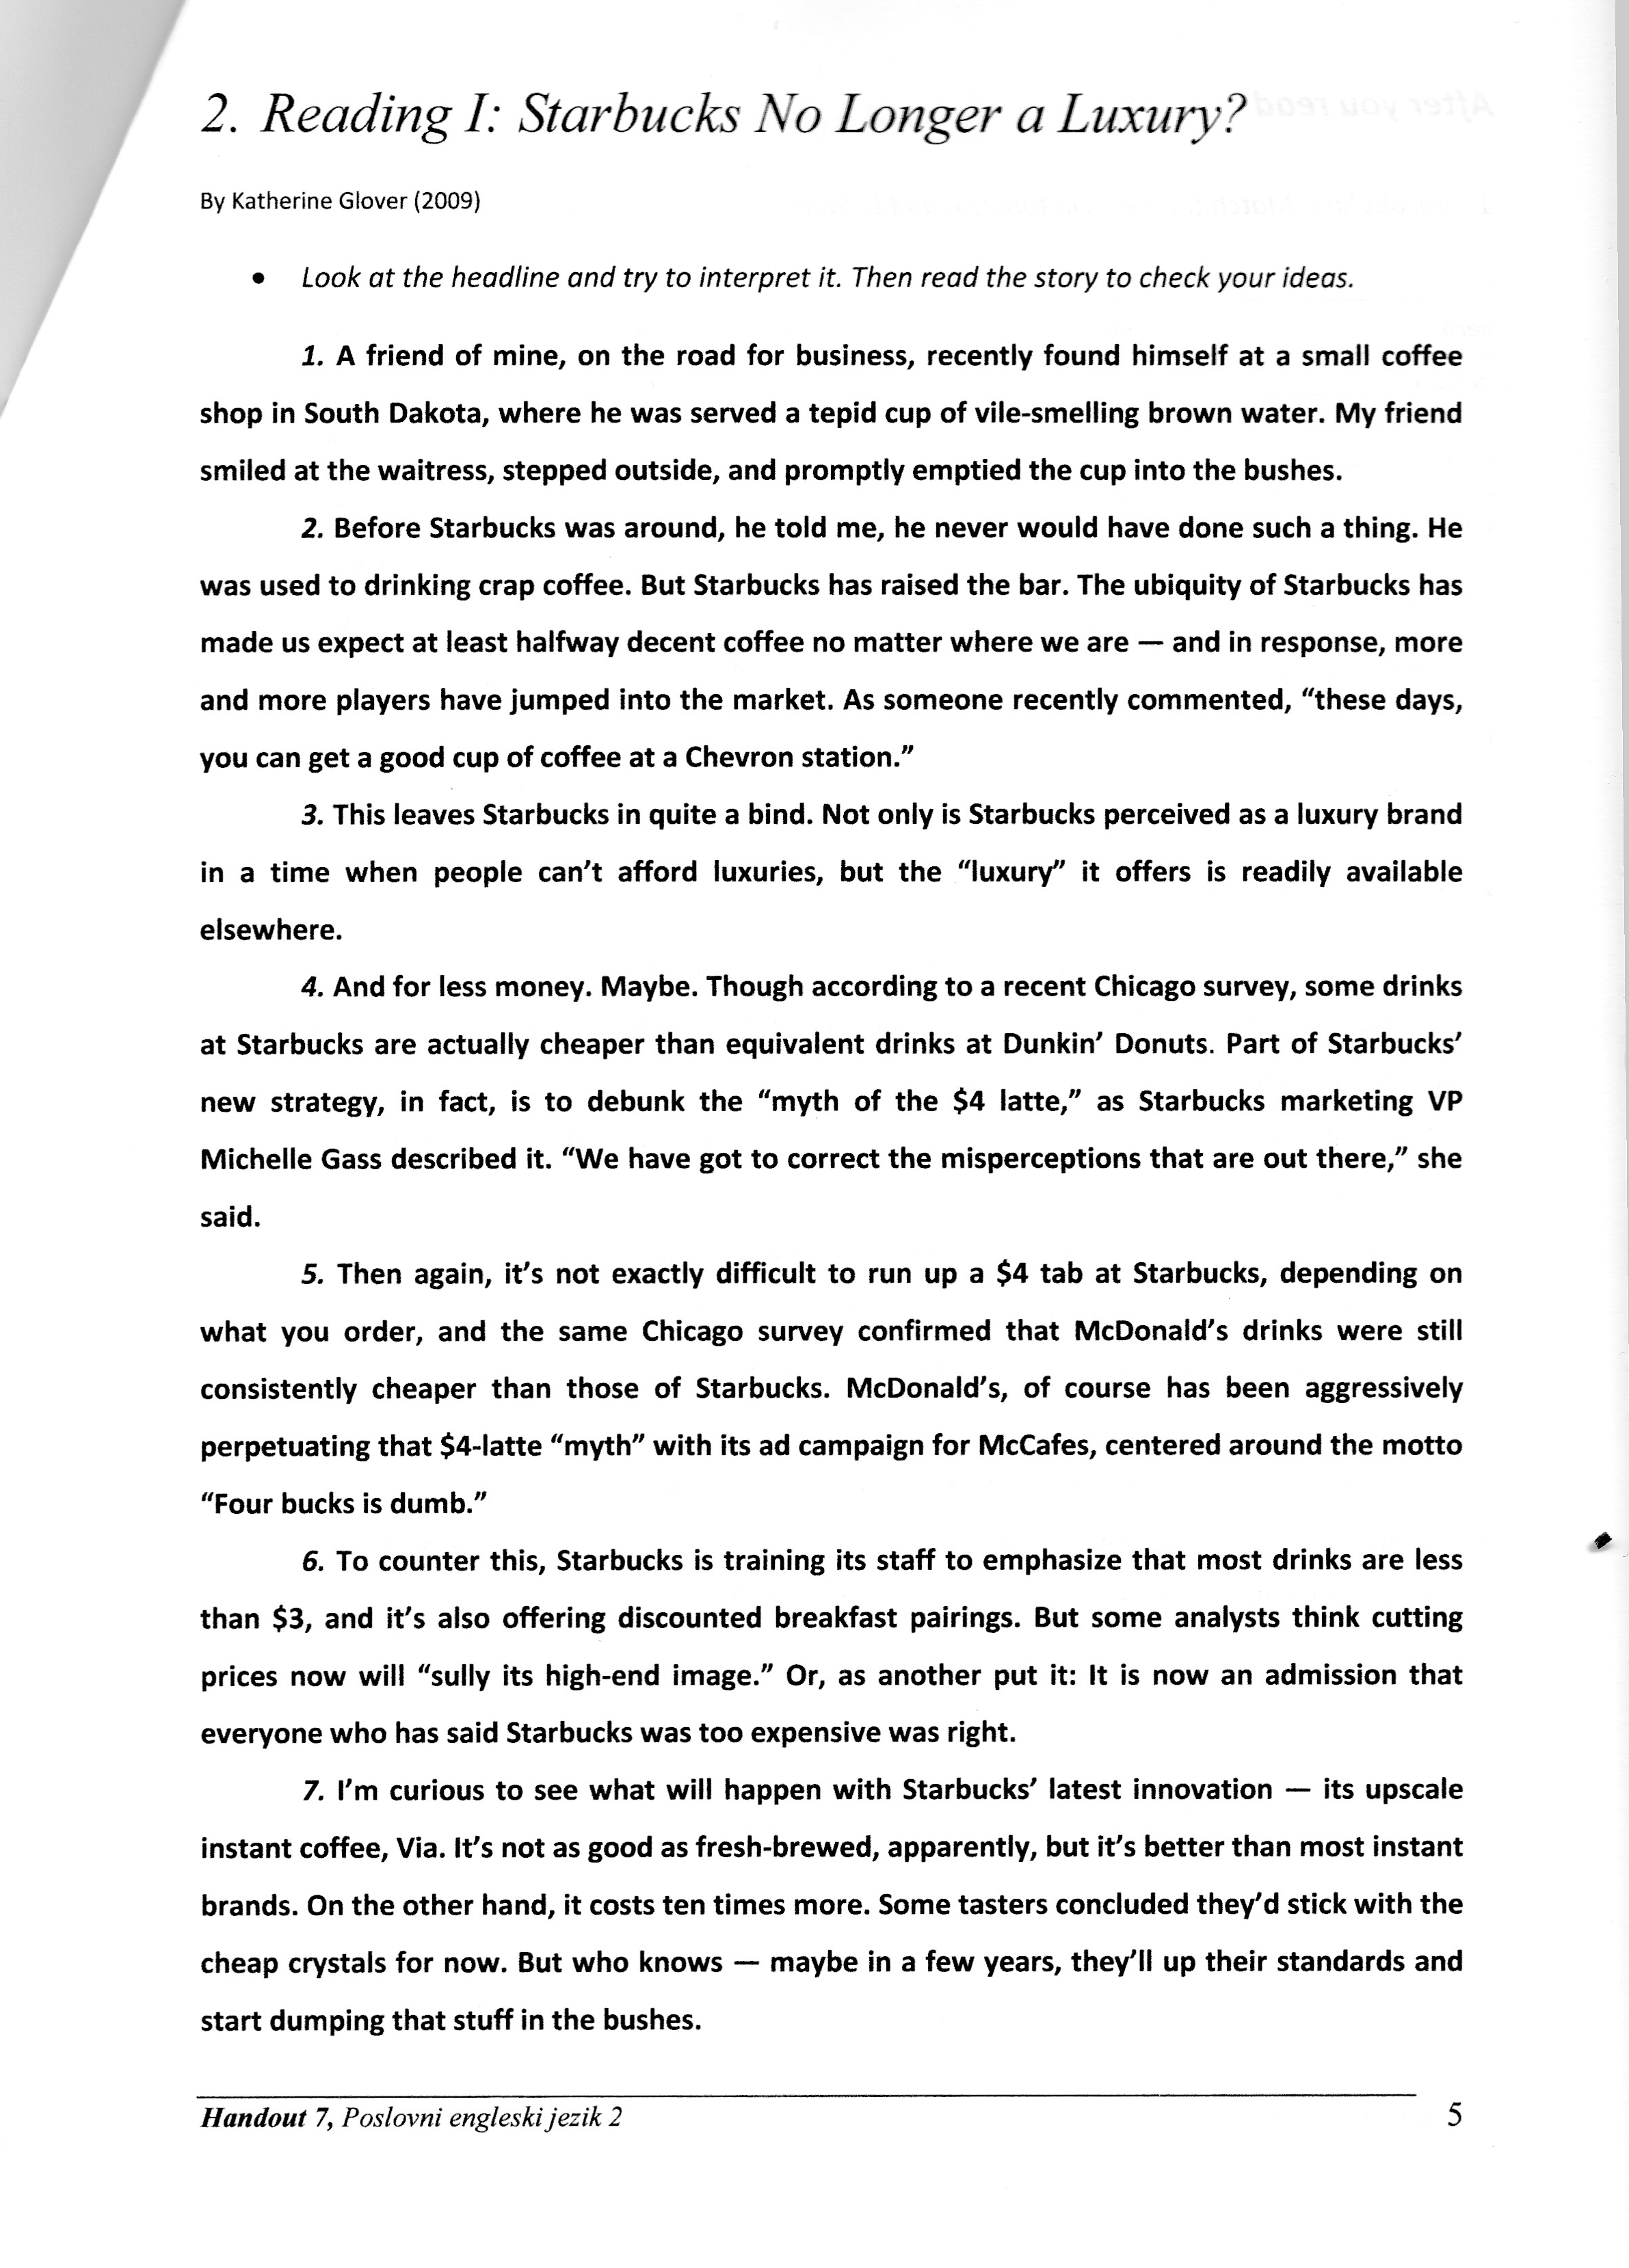 2. Reading I: Starbucks No Longer a Luxury?
By Katherine Glover (2009)
• Look at the headline and try to interpret it. Then read the story to check your ideas.
1. A friend of mine, on the road for business, recently found himself at a small coffee
shop in South Dakota, where he was served a tepid cup of vile-smelling brown water. My friend
smiled at the waitress, stepped outside, and promptly emptied the cup into the bushes.
2. Before Starbucks was around, he told me, he never would have done such a thing. He
was used to drinking crap coffee. But Starbucks has raised the bar. The ubiquity of Starbucks has
made us expect at least halfway decent coffee no matter where we are — and in response, more
and more players have jumped into the market. As someone recently commented, “these days,
you can get a good cup of coffee at a Chevron station.”
3. This leaves Starbucks in quite a bind. Not only is Starbucks perceived as a luxury brand
in a time when people can’t afford luxuries, but the “luxury” it offers is readily available
elsewhere.
4. And for less money. Maybe. Though according to a recent Chicago survey, some drinks
at Starbucks are actually cheaper than equivalent drinks at Dunkin’ Donuts. Part of Starbucks’
new strategy, in fact, is to debunk the “myth of the $4 latte,” as Starbucks marketing VP
Michelle Gass described it. “We have got to correct the misperceptions that are out there,” she
said.
5. Then again, it’s not exactly difficult to run up a $4 tab at Starbucks, depending on
what you order, and the same Chicago survey confirmed that McDonald’s drinks were still
consistently cheaper than those of Starbucks. McDonald’s, of course has been aggressively
perpetuating that $4-latte “myth” with its ad campaign for McCafes, centered around the motto
“Four bucks is dumb.”
6. To counter this, Starbucks is training its staff to emphasize that most drinks are less
than $3, and it’s also offering discounted breakfast pairings. But some analysts think cutting
prices now will “sully its high-end image.” Or, as another put it: It is now an admission that
everyone who has said Starbucks was too expensive was right.
7. I’m curious to see what will happen with Starbucks’ latest innovation — its upscale
instant coffee, Via. It’s not as good as fresh-brewed, apparently, but it’s better than most instant
brands. On the other hand, it costs ten times more. Some tasters concluded they’d stick with the
cheap crystals for now. But who knows — maybe in a few years, they’ll up their standards and
start dumping that stuff in the bushes.
Handout 7, Poslovni engleski jezik 2 5